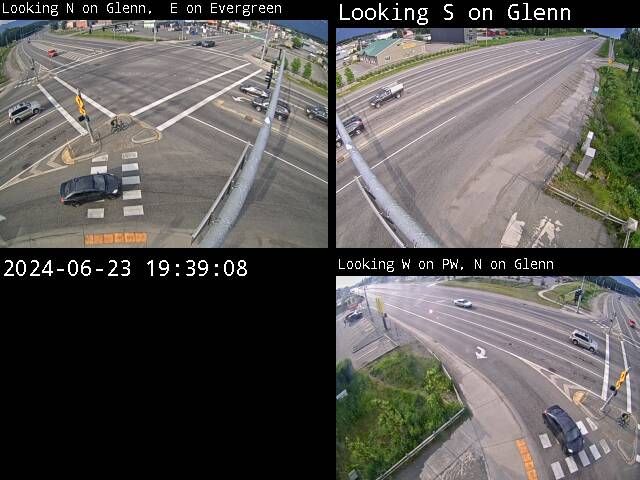 Looking N on Glenn,  E on Evergreen
Looking S on Glenn
2024-06-23 19:39:08
Looking W on PW, N on Glenn